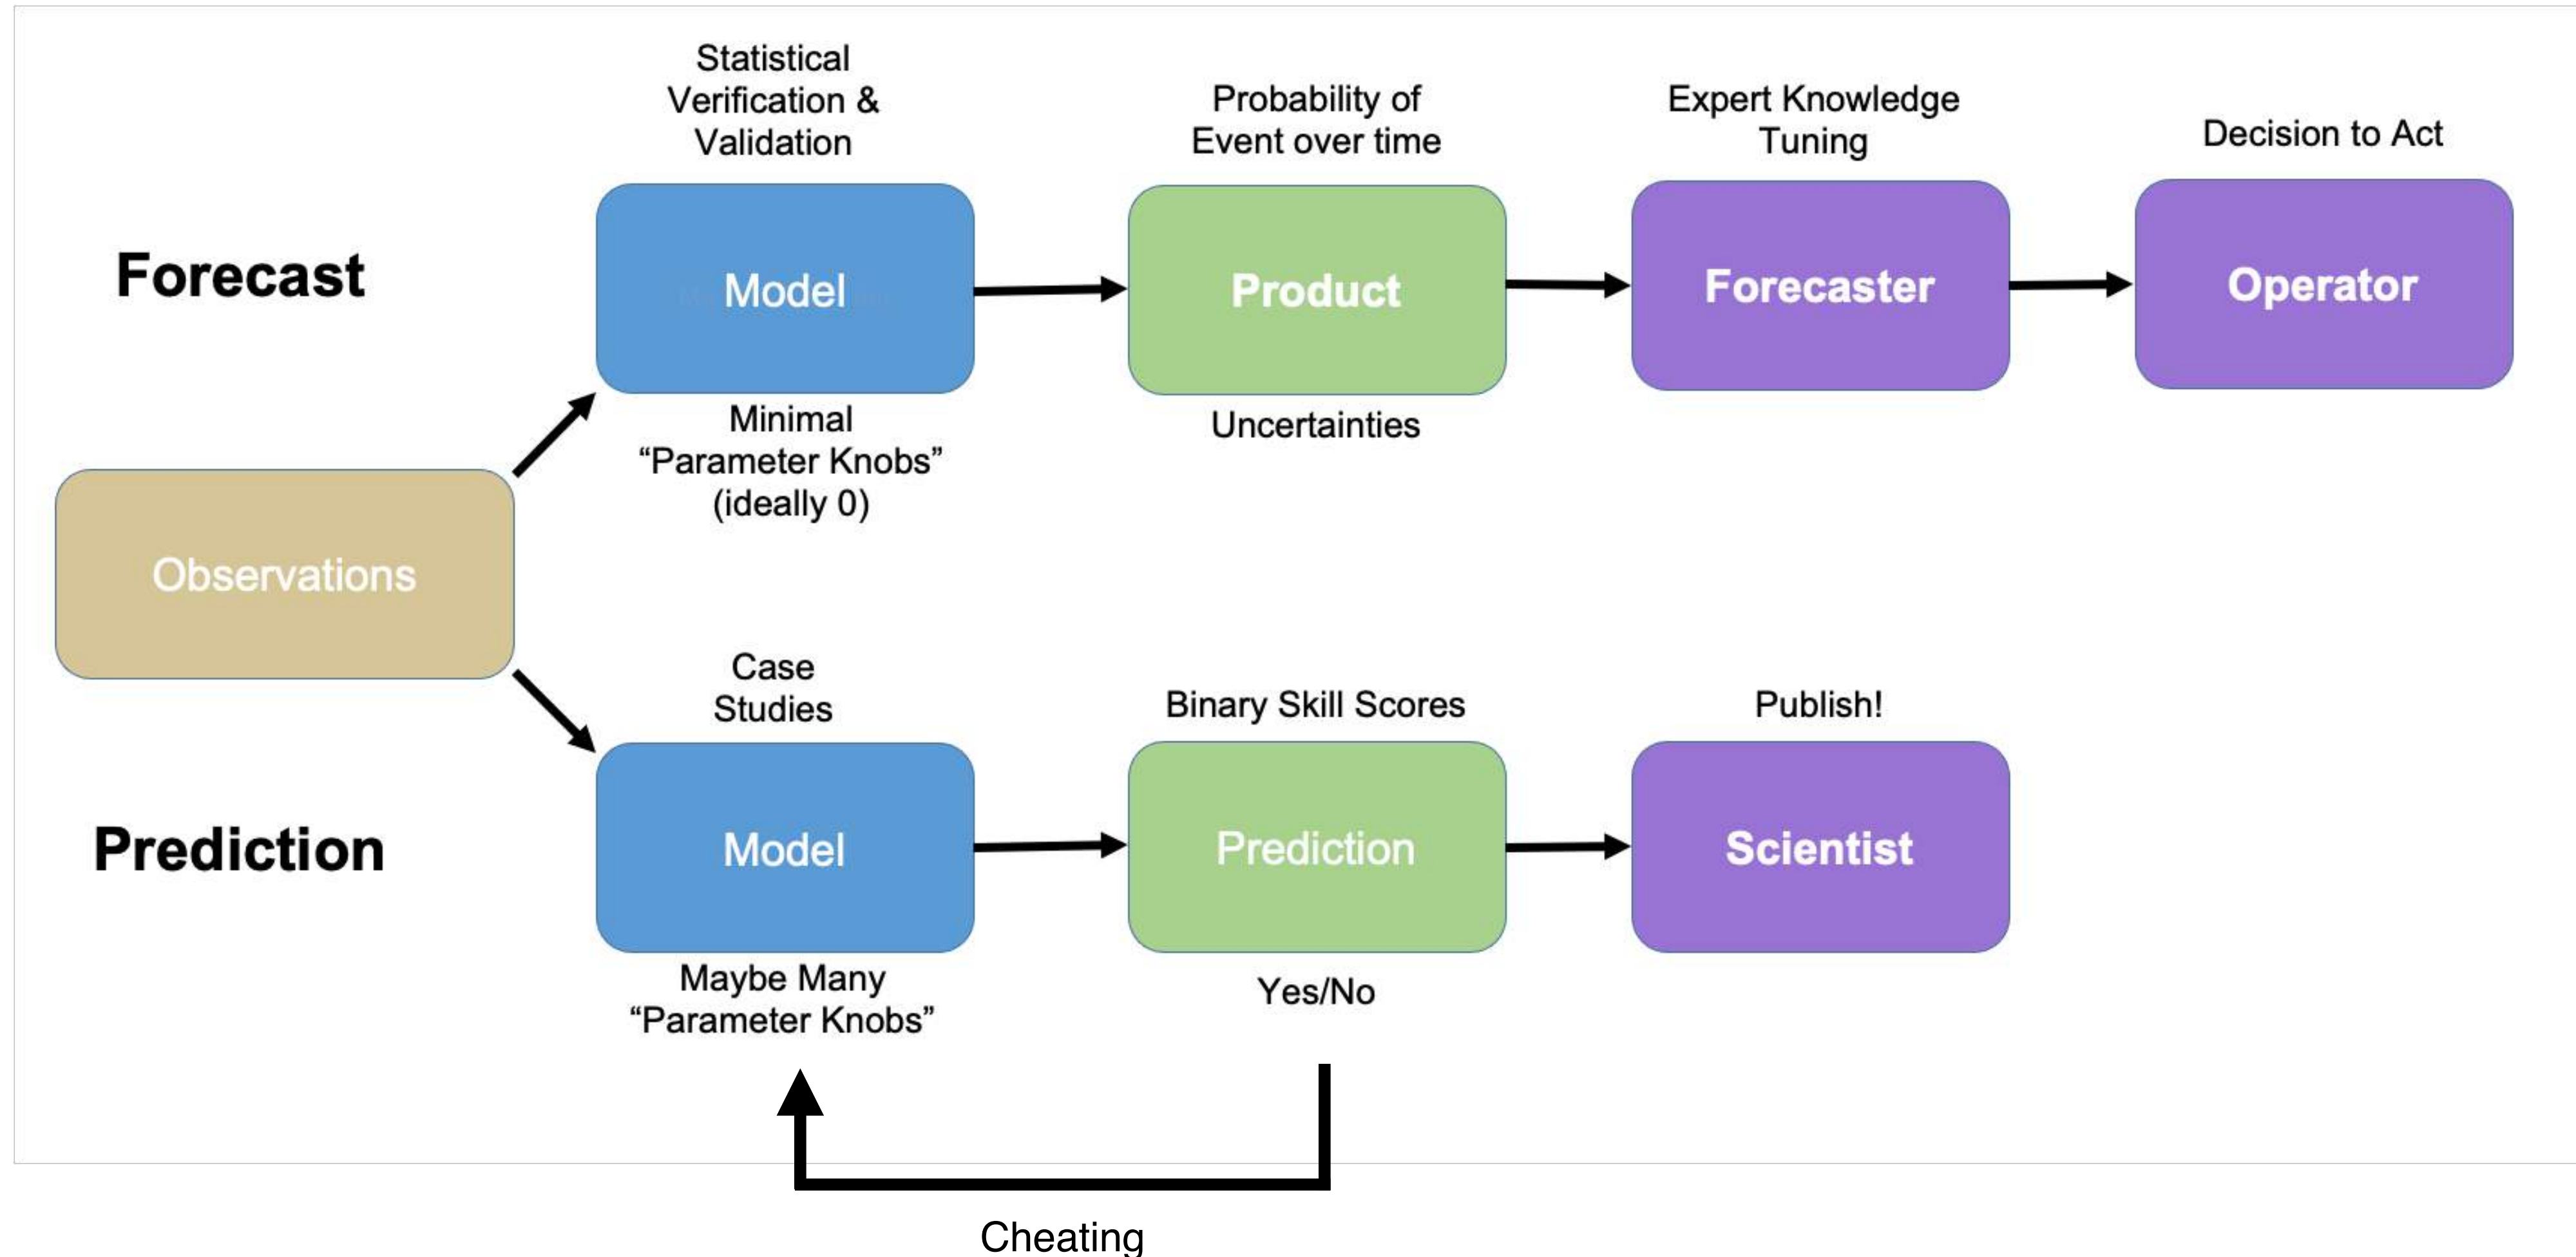 Statistical
Verification &
Validation
Probability of
Event over time
Expert Knowledge
Tuning
Decision to Act
Forecast
Model
Product
Forecaster
Operator
Minimal
“Parameter Knobs”
(ideally 0)
Uncertainties
Observations
Case
Studies
Binary Skill Scores
Publish!
Prediction
Model
Prediction
Scientist
Maybe Many
“Parameter Knobs”
Yes/No
Cheating